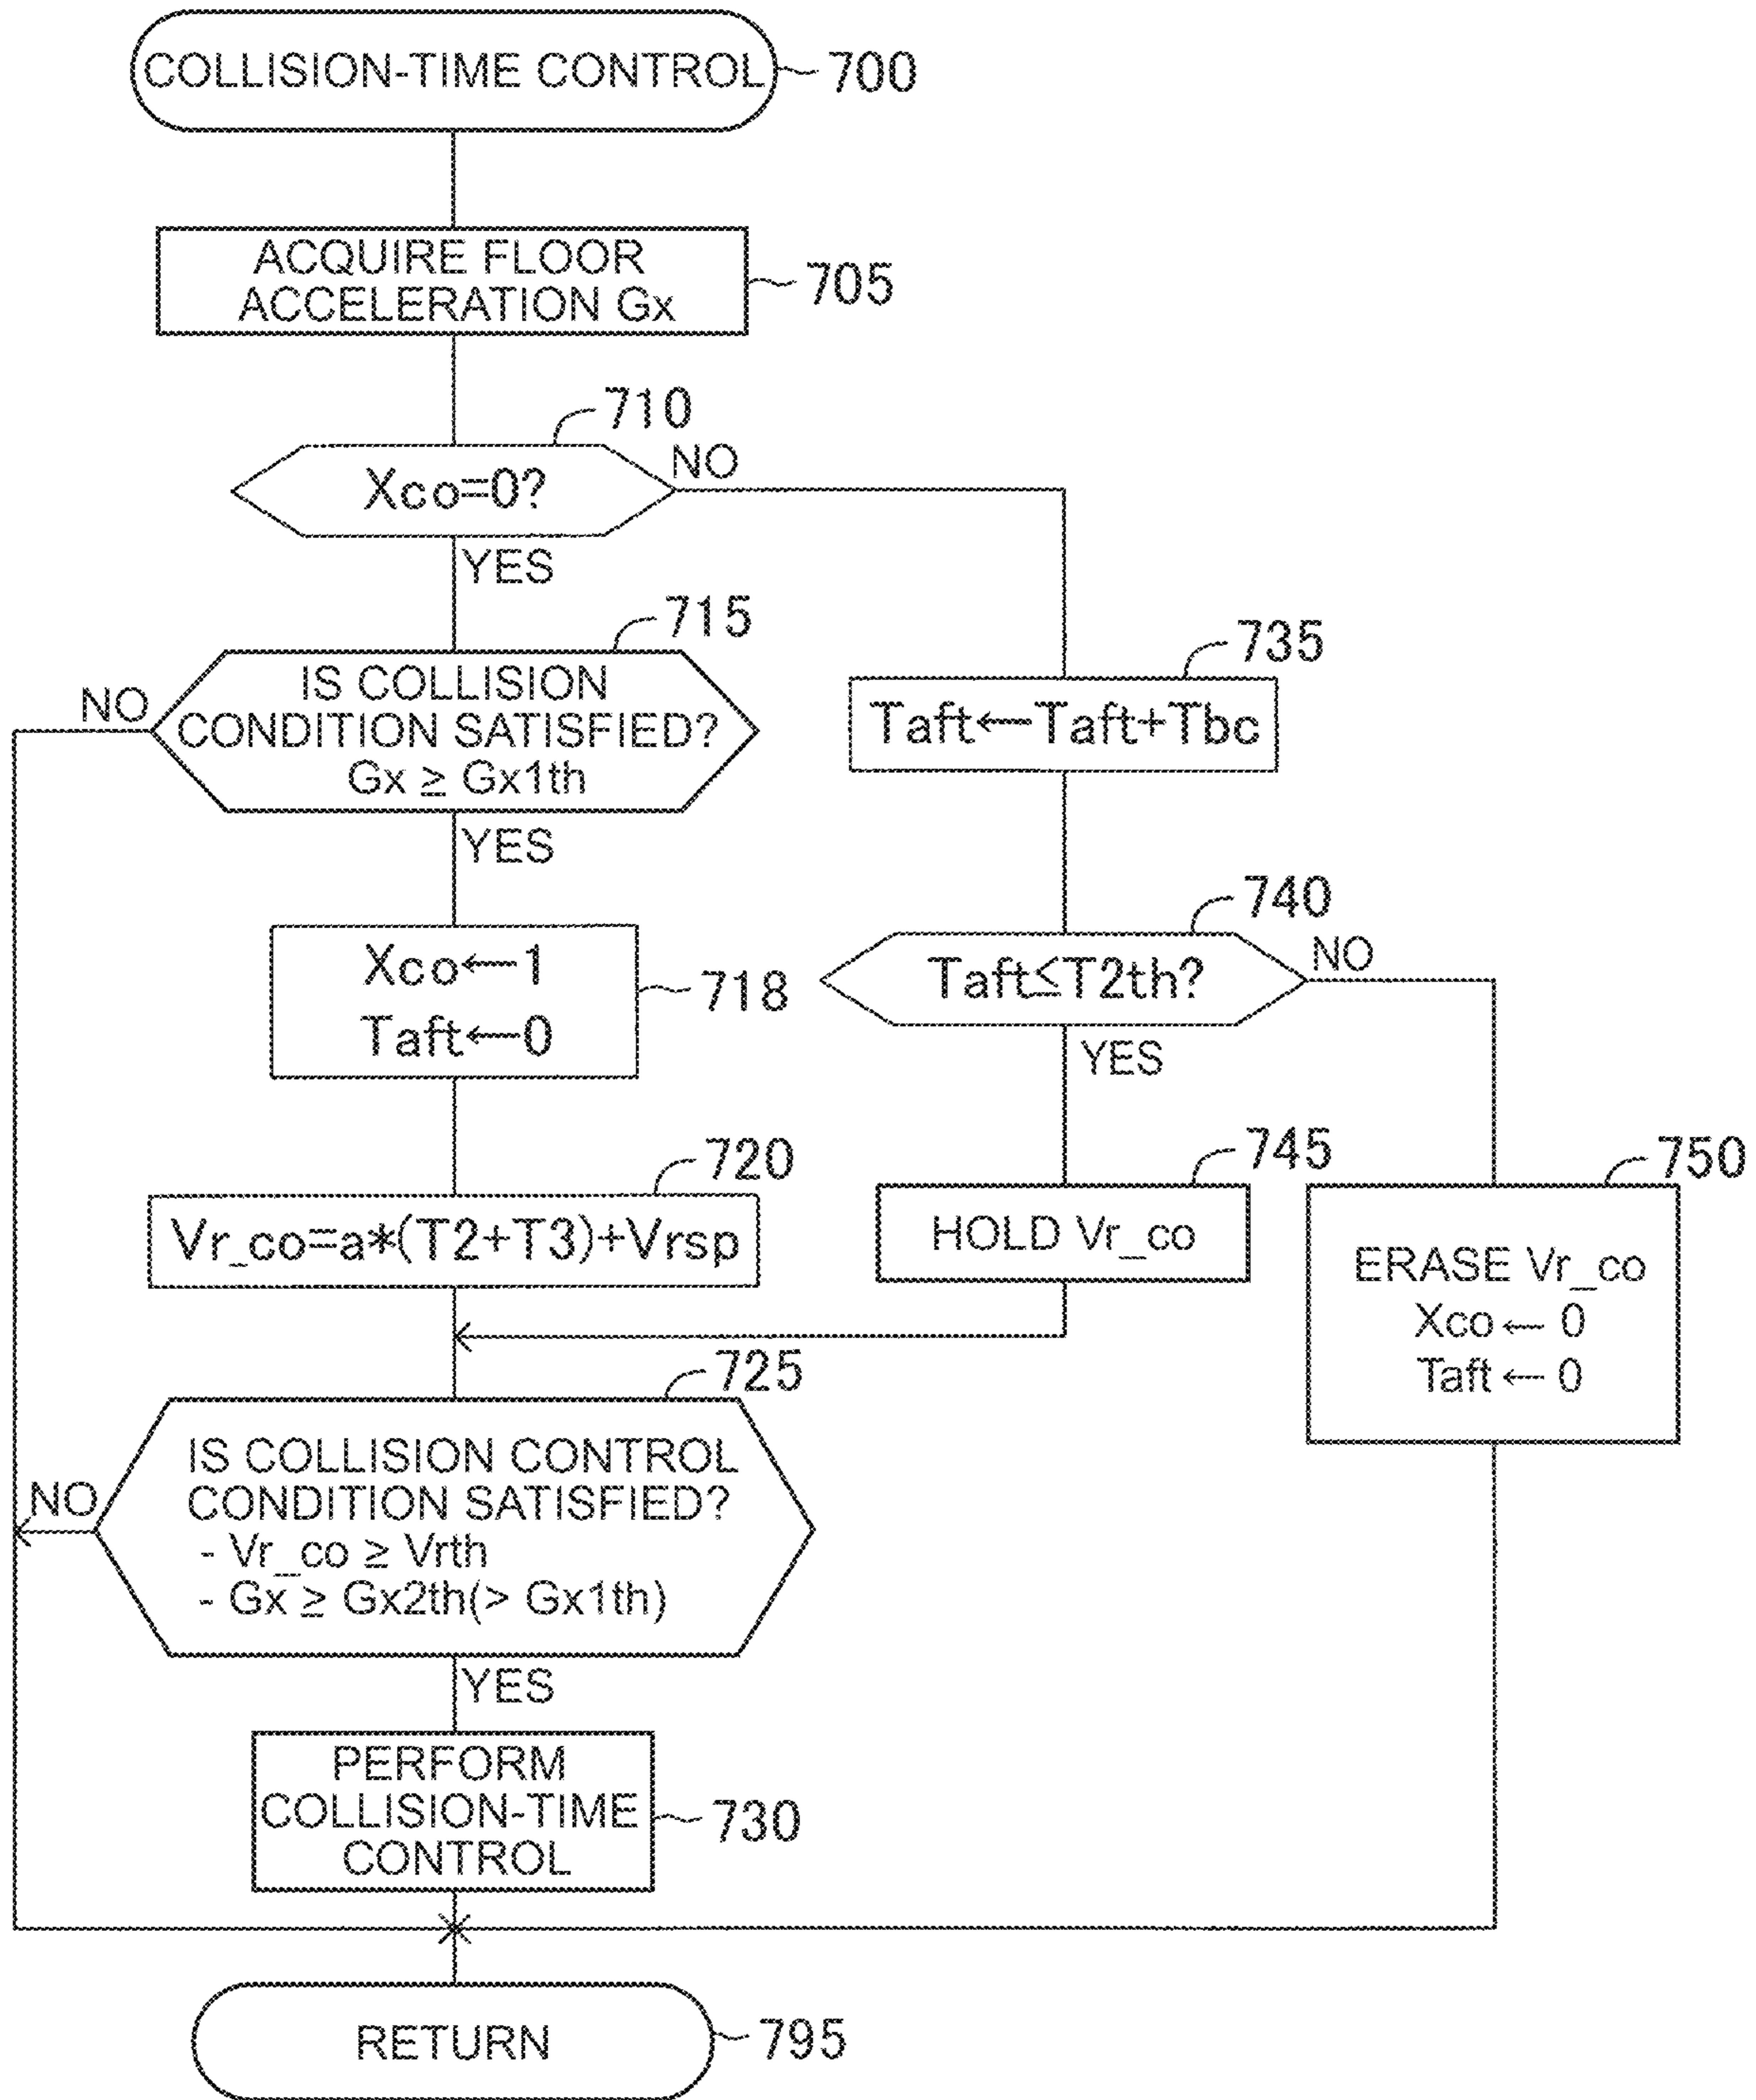 COLLISION-TIME CONTROL
700
ACQUIRE FLOOR
ACCELERATION Gx
705
710
Xco=0?
NO
YES
715
IS COLLISION
CONDITION SATISFIED?
Gx ≥ Gx1th
NO
YES
735
Taft←Taft+Tbc
718
Xco←1
Taft←0
740
Taft≤T2th?
NO
YES
720
Vr_co=a*(T2+T3)+Vrsp
745
HOLD Vr_co
750
ERASE Vr_co
Xco ← 0
Taft ← 0
725
IS COLLISION CONTROL
CONDITION SATISFIED?
- Vr_co ≥ Vrth
- Gx ≥ Gx2th(> Gx1th)
NO
YES
PERFORM
COLLISION-TIME
CONTROL
730
RETURN
795